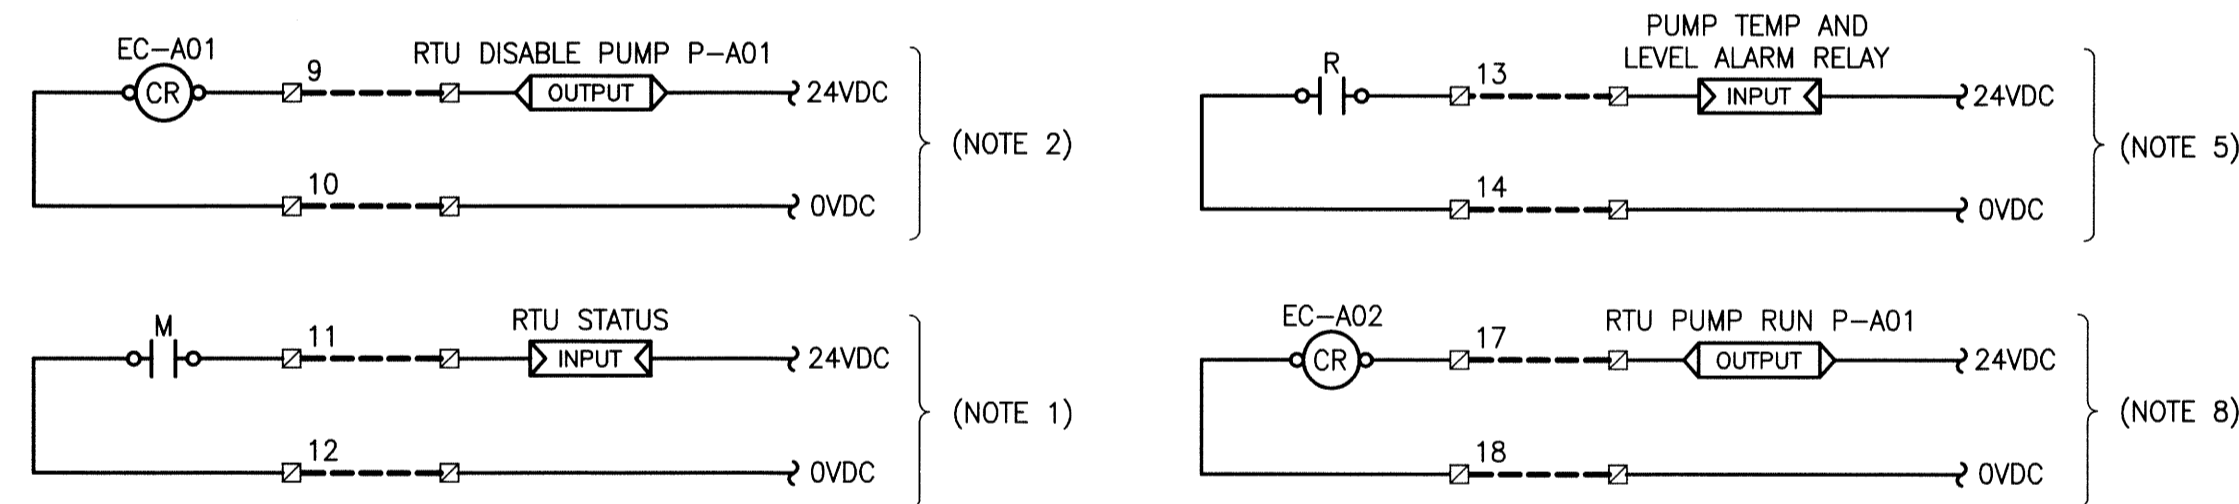 EC-A01
CR
9
RTU DISABLE PUMP P-A01
OUTPUT
24VDC
10
0VDC
(NOTE 2)
M
11
RTU STATUS
INPUT
24VDC
12
0VDC
(NOTE 1)
R
13
PUMP TEMP AND
LEVEL ALARM RELAY
INPUT
24VDC
14
0VDC
(NOTE 5)
EC-A02
CR
17
RTU PUMP RUN P-A01
OUTPUT
24VDC
18
0VDC
(NOTE 8)